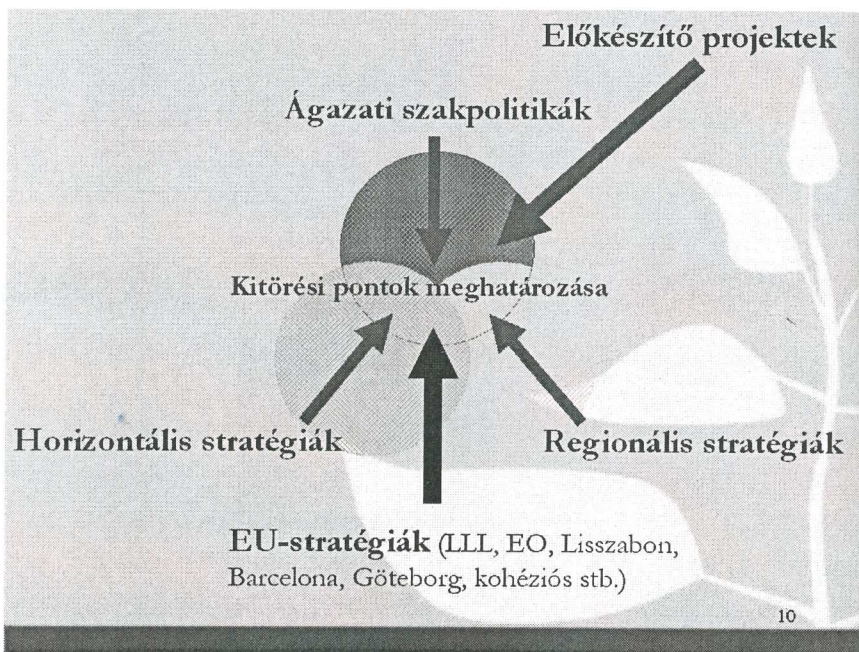 Előkészítő projektek
Ágazati szakpolitikák
Kitörési pontok meghatározása
Horizontális stratégiák
Regionális stratégiák
EU-stratégiák (LLL, EO, Lisszabon,
Barcelona, Göteborg, kohéziós stb.)
10